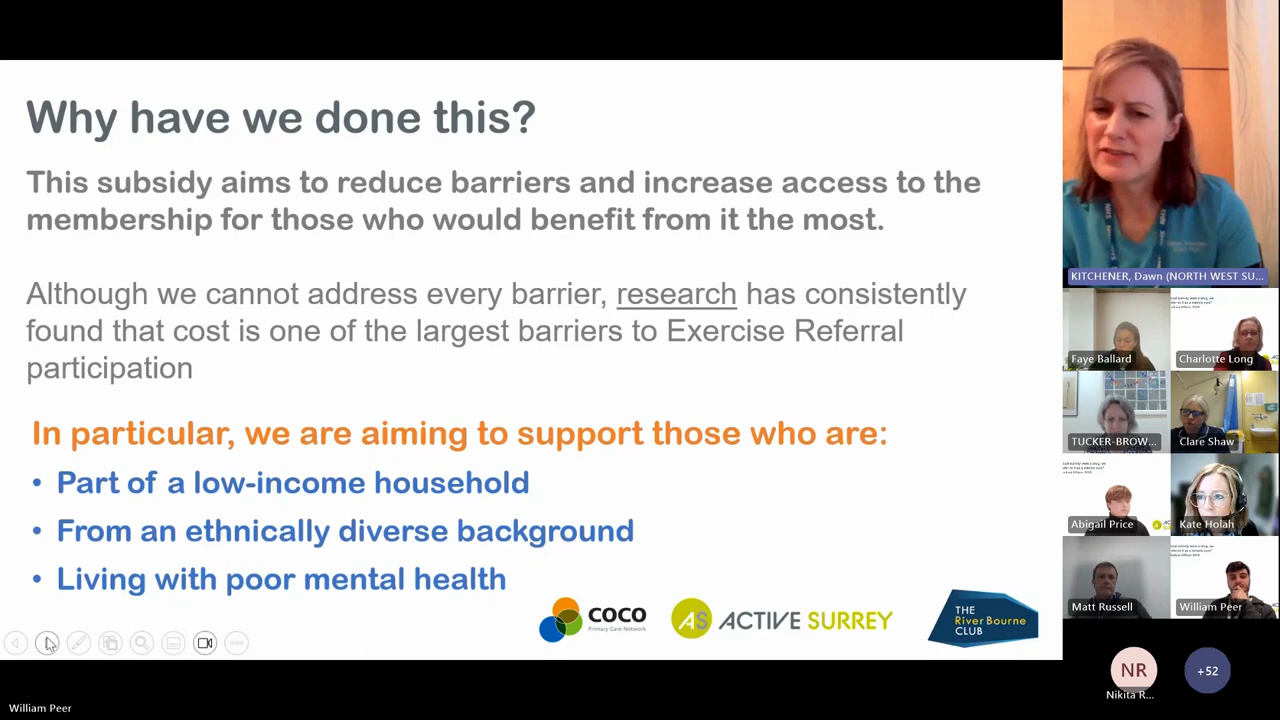 Why have we done this?
This subsidy aims to reduce barriers and increase access to the
membership for those who would benefit from it the most.
Although we cannot address every barrier, research has consistently
found that cost is one of the largest barriers to Exercise Referral
participation
In particular, we are aiming to support those who are:
• Part of a low-income household
• From an ethnically diverse background
• Living with poor mental health
coco
Primary Care Network
AS ACTIVE SURREY
THE
River Bourne
CLUB
William Peer
NHS
KITCHENER, Dawn (NORTH WEST SU...
Faye Ballard
Charlotte Long
TUCKER-BROW...
Clare Shaw
Abigail Price
Kate Holah
Matt Russell
William Peer
NR
Nikita R...
+52